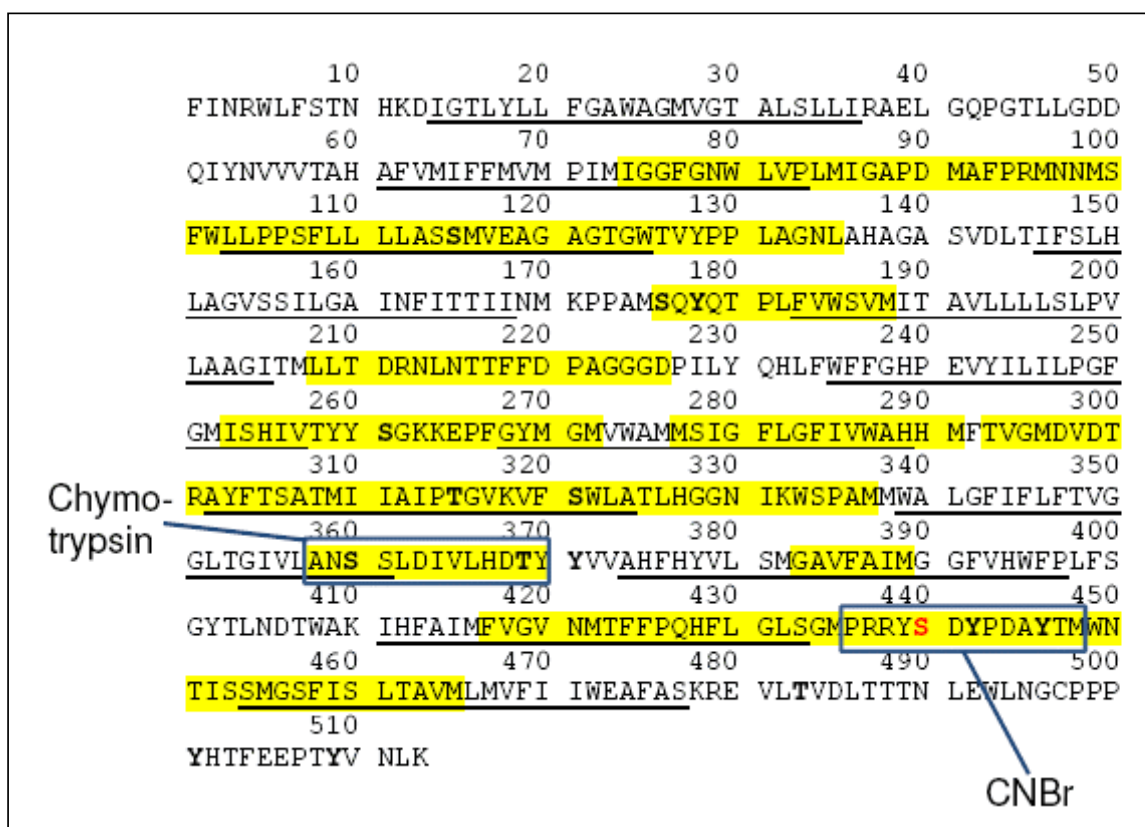 10 20 30 40 50
FINRWLFSTN HKDIGTLYLL FGAWAGMVGT ALSLLIRAEL GQPGTLLGDD
60 70 80 90 100
QIYNVVVTAH AFVMIFFMVM PIMIGGFGNW LVPLMIGAPD MAFPRMNNMS
110 120 130 140 150
FWLLPPSFLL LLASSMVEAG AGTGWTVYPP LAGNLAHAGA SVDLTIFSLH
160 170 180 190 200
LAGVSSILGA INFITTIINM KPPAMSQYQT PLFVWSVMIT AVLLLLSLPV
210 220 230 240 250
LAAGITMLLT DRNLNTTFFD PAGGGDPILY QHLFWFFGHP EVYILILPGF
260 270 280 290 300
GMISHIVTYY SGKKEPFGYM GMVWAMMSIG FLGFIVWAHH MFTVGMDVDT
310 320 330 340 350
RAYFTSATMI IAIPTGVKVF SWLATLHGGN IKWSPAMMWA LGFIFLFTVG
Chymo-
trypsin
360 370 380 390 400
GLTGIVLANS SLDIVLHDTY YVVAHFHYVL SMGAVFAIMG GFVHWFPLFS
410 420 430 440 450
GYTLNDTWAK IHFAIMFVGV NMTFFPQHFL GLSGMPRRYS DYPDAYTMWN
460 470 480 490 500
TISSMGSFIS LTAVMLMVFI IWEAFASKRE VLTVDLTTTN LEWLNGCPPP
510
YHTFEEPTYV NLK
CNBr